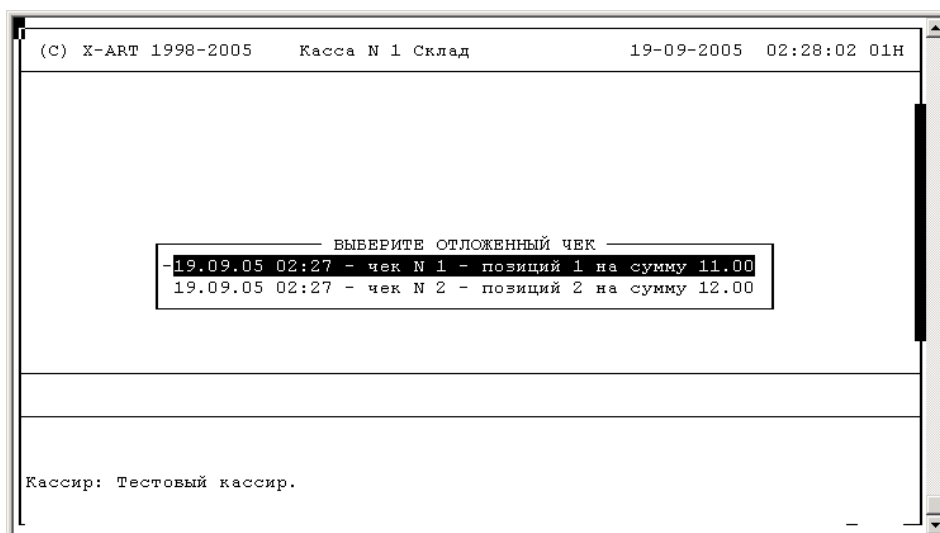 (C) X-ART 1998-2005 Касса N 1 Склад 19-09-2005 02:28:02 01Н
ВЫБЕРИТЕ ОТЛОЖЕННЫЙ ЧЕК
-19.09.05 02:27 - чек N 1 - позиций 1 на сумму 11.00
19.09.05 02:27 - чек N 2 - позиций 2 на сумму 12.00
Кассир: Тестовый кассир.